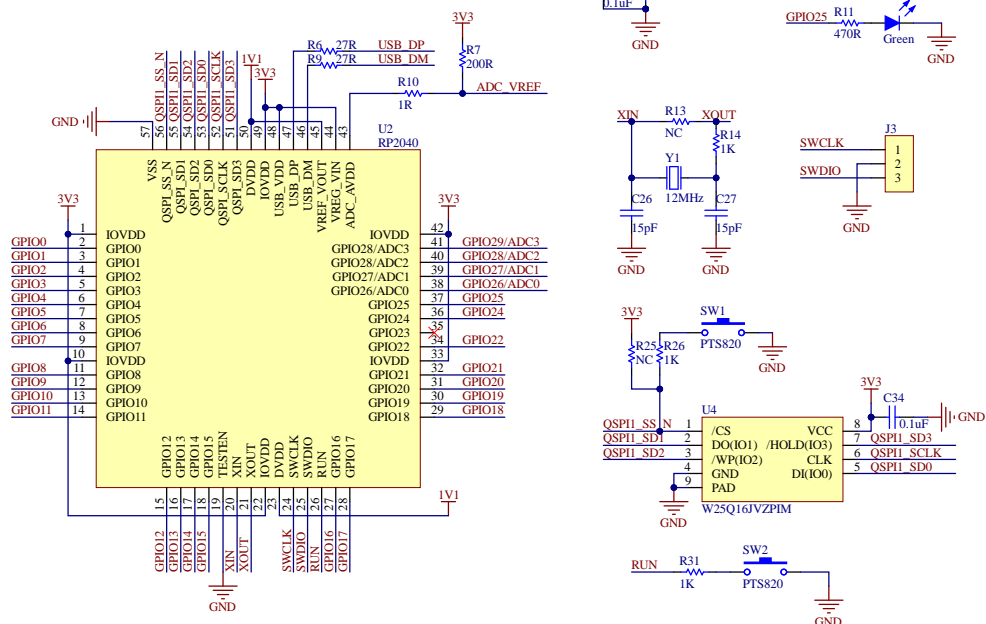 0.1uF
GND
GPIO25
R11
470R
Green
GND
3V3
R7
200R
R6
27R
USB_DP
R9
27R
USB_DM
1V1
3V3
R10
1R
ADC_VREF
QSPI1_SS_N
QSPI1_SD1
QSPI1_SD2
QSPI1_SD0
QSPI1_SCLK
QSPI1_SD3
GND
57
56
55
54
53
52
51
50
49
48
47
46
45
44
43
U2
RP2040
VSS
QSPI_SS_N
QSPI_SD1
QSPI_SD2
QSPI_SD0
QSPI_SCLK
QSPI_SD3
DVDD
IOVDD
USB_VDD
USB_DP
USB_DM
VREF_VOUT
VREG_VIN
ADC_AVDD
3V3
3V3
1
IOVDD
GPIO0
2
GPIO0
GPIO1
3
GPIO1
GPIO2
4
GPIO2
GPIO3
5
GPIO3
GPIO4
6
GPIO4
GPIO5
7
GPIO5
GPIO6
8
GPIO6
GPIO7
9
GPIO7
10
IOVDD
GPIO8
11
GPIO8
GPIO9
12
GPIO9
GPIO10
13
GPIO10
GPIO11
14
GPIO11
IOVDD
42
GPIO28/ADC3
41
GPIO29/ADC3
GPIO28/ADC2
40
GPIO28/ADC2
GPIO27/ADC1
39
GPIO27/ADC1
GPIO26/ADC0
38
GPIO26/ADC0
GPIO25
37
GPIO25
GPIO24
36
GPIO24
GPIO23
35
GPIO22
34
GPIO22
IOVDD
33
GPIO21
32
GPIO21
GPIO20
31
GPIO20
GPIO19
30
GPIO19
GPIO18
29
GPIO18
GPIO12
GPIO13
GPIO14
GPIO15
TESTEN
XIN
XOUT
IOVDD
DVDD
SWCLK
SWDIO
RUN
GPIO16
GPIO17
15
16
17
18
19
20
21
22
23
24
25
26
27
28
1V1
GPIO12
GPIO13
GPIO14
GPIO15
XIN
XOUT
SWCLK
SWDIO
RUN
GPIO16
GPIO17
GND
XIN
R13
NC
XOUT
R14
1K
Y1
12MHz
C26
15pF
C27
15pF
GND
GND
J3
SWCLK
1
2
SWDIO
3
GND
3V3
R25
NC
R26
1K
SW1
PTS820
GND
3V3
C34
0.1uF
GND
U4
QSPI1_SS_N
1
/CS
VCC
8
QSPI1_SD1
2
DO(IO1)
/HOLD(IO3)
7
QSPI1_SD3
QSPI1_SD2
3
/WP(IO2)
CLK
6
QSPI1_SCLK
4
GND
DI(IO0)
5
QSPI1_SD0
9
PAD
W25Q16JVZPIM
GND
RUN
R31
1K
SW2
PTS820
GND